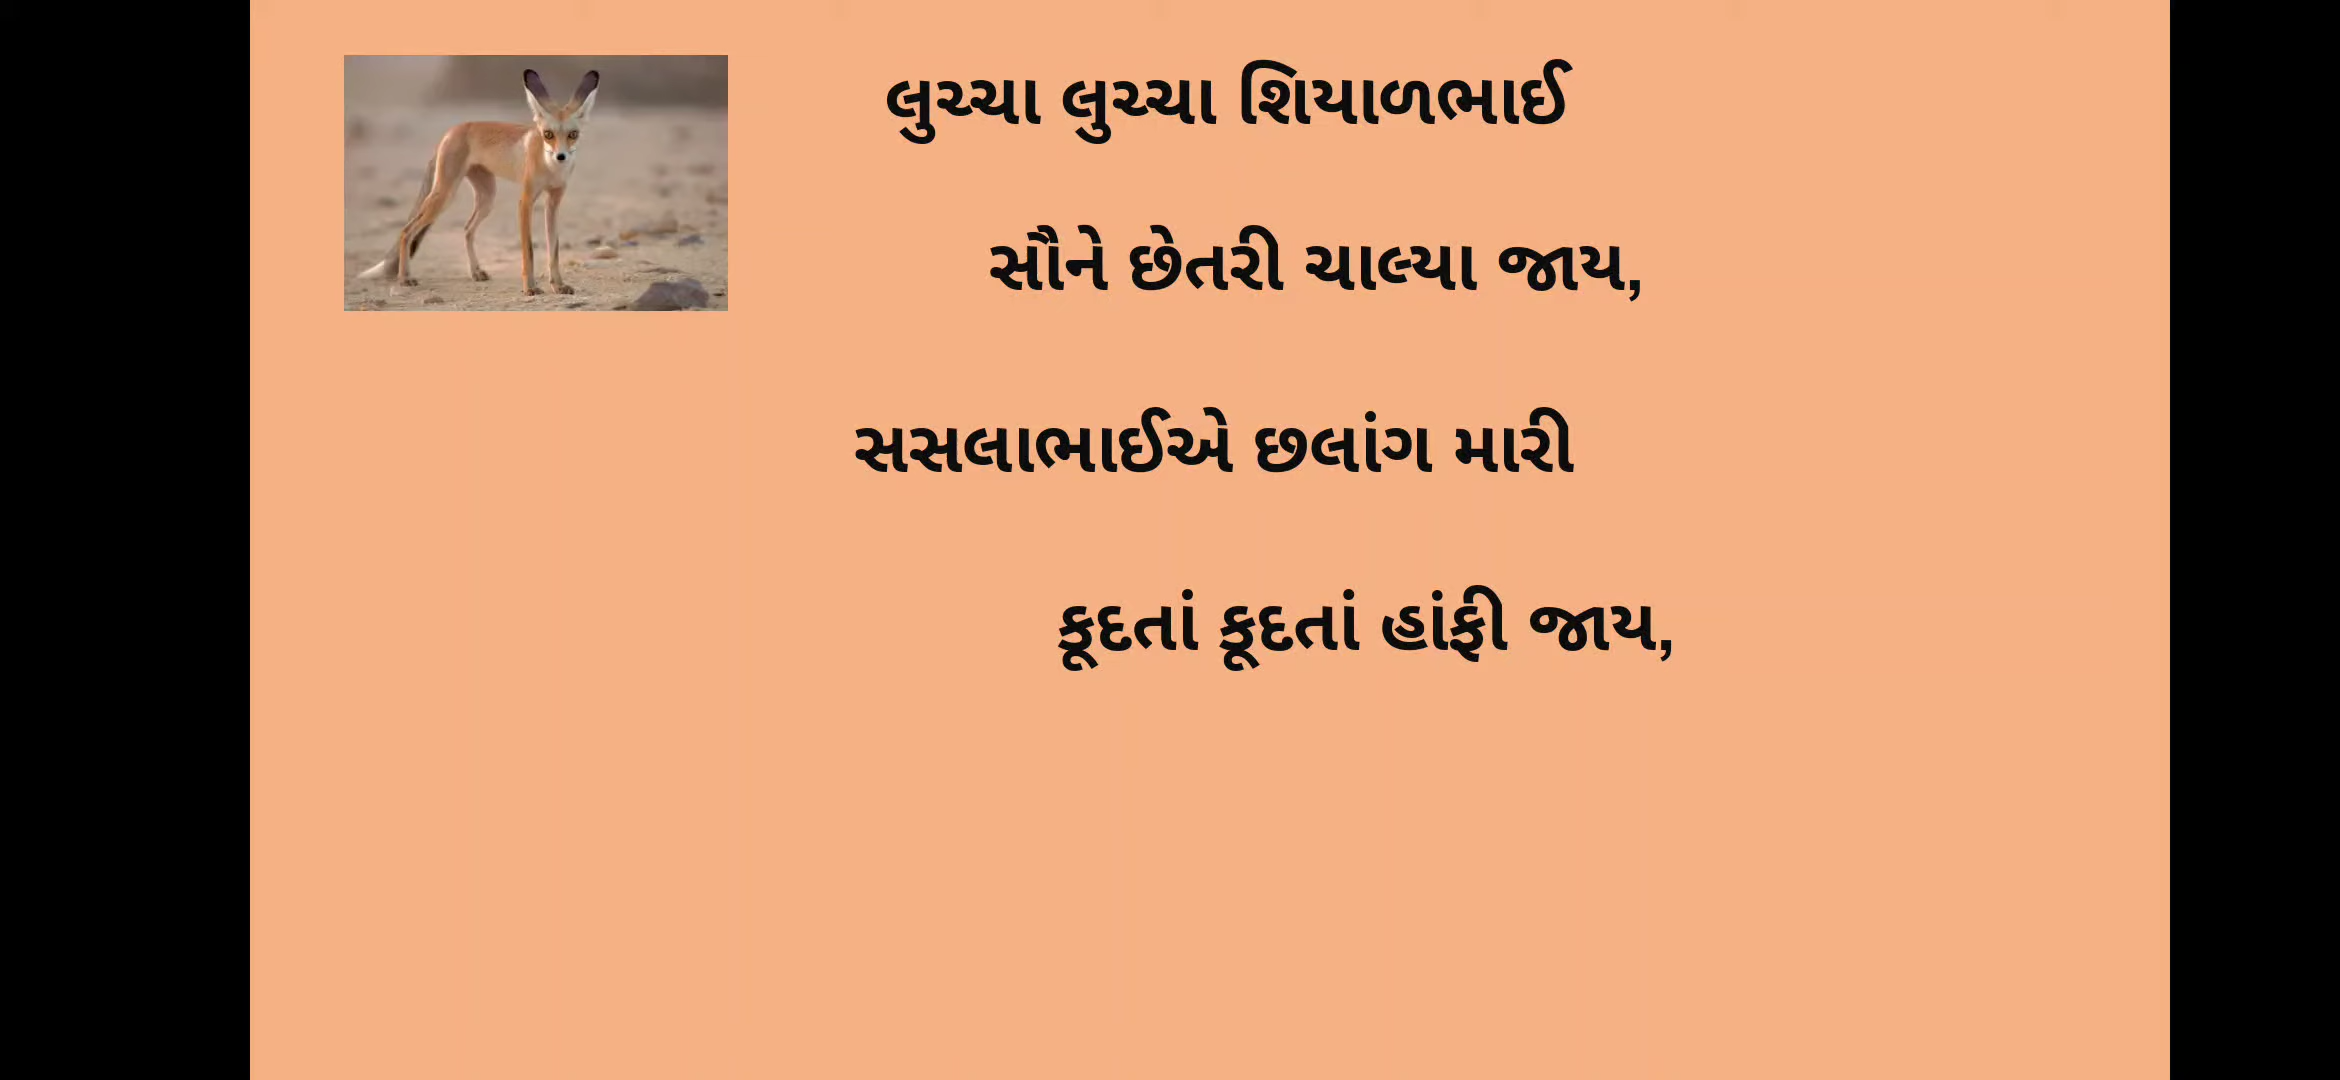 લુચ્ચા લુચ્ચા શિયાળભાઈ
સૌને છેતરી ચાલ્યા જાય,
સસલાભાઈએ છલાંગ મારી
કૂદતાં કૂદતાં હાંફી જાય,